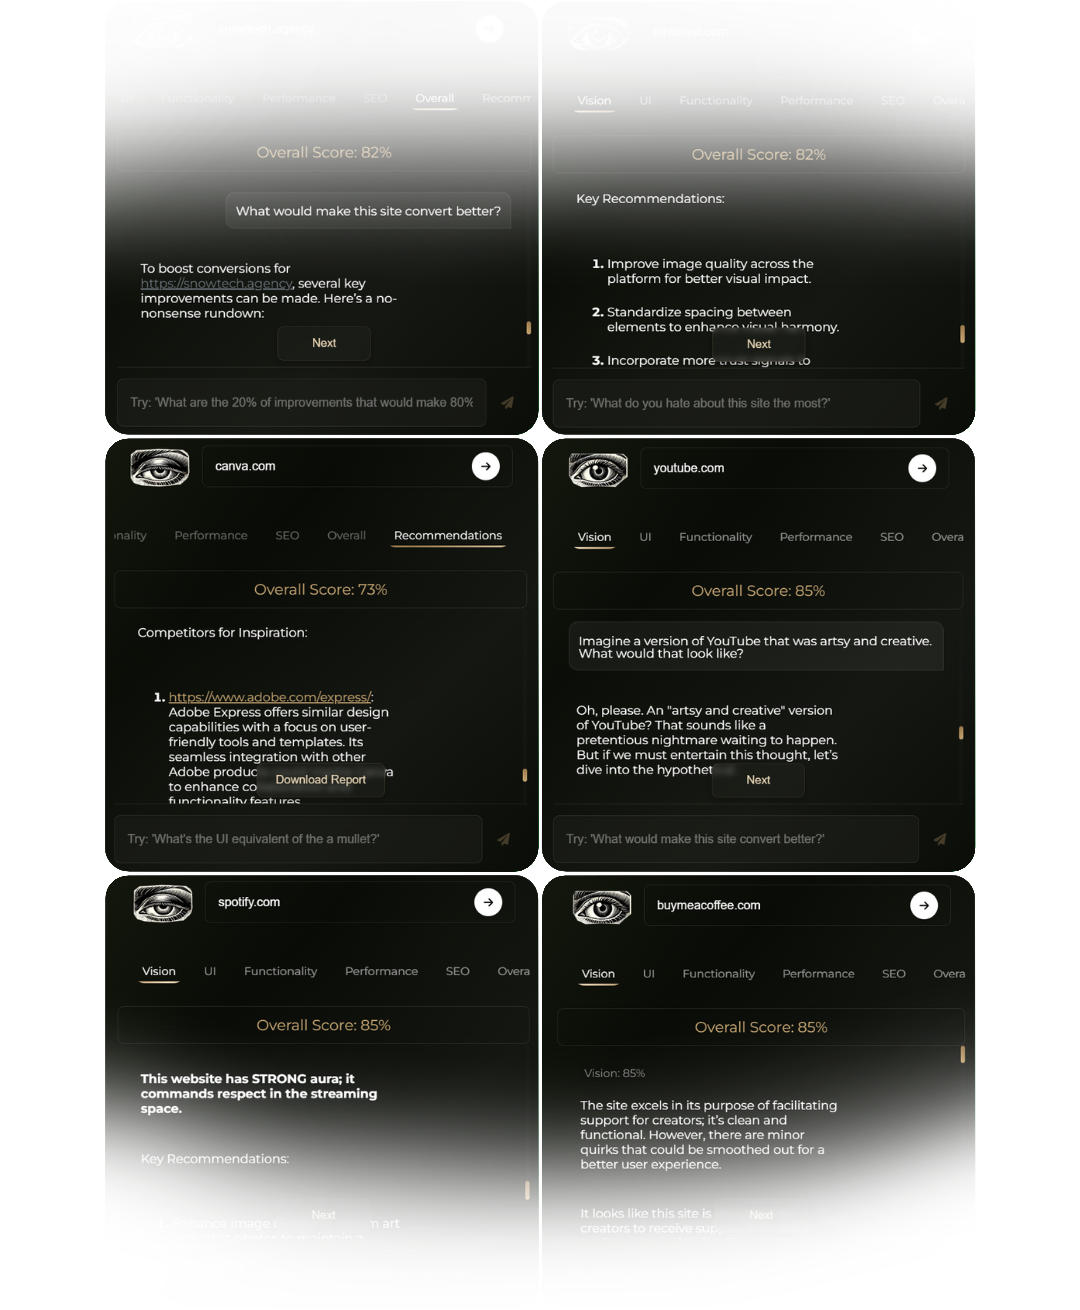 UI Functionality Performance SEO Overall Recomm
Overall Score: 82%
What would make this site convert better?
To boost conversions for
https://snowtech.agency, several key
improvements can be made. Here's a no-
nonsense rundown:
Next
Try: 'What are the 20% of improvements that would make 80%
Vision UI Functionality Performance SEO Overa
Overall Score: 82%
Key Recommendations:
1. Improve image quality across the
platform for better visual impact.
2. Standardize spacing between
elements to enhance visual harmony.
Next
3. Incorporate more trust signals to
Try: 'What do you hate about this site the most?'
canva.com
onality Performance SEO Overall Recommendations
Overall Score: 73%
Competitors for Inspiration:
1. https://www.adobe.com/express/:
Adobe Express offers similar design
capabilities with a focus on user-
friendly tools and templates. Its
seamless integration with other
Adobe produc
Download Report
to enhance co
functionality features.
Try: 'What's the UI equivalent of the a mullet?'
youtube.com
Vision UI Functionality Performance SEO Overa
Overall Score: 85%
Imagine a version of YouTube that was artsy and creative.
What would that look like?
Oh, please. An "artsy and creative" version
of YouTube? That sounds like a
pretentious nightmare waiting to happen.
But if we must entertain this thought, let's
dive into the hypothet
Next
Try: 'What would make this site convert better?'
spotify.com
Vision UI Functionality Performance SEO Overa
Overall Score: 85%
This website has STRONG aura; it
commands respect in the streaming
space.
Key Recommendations:
Next
1. Enhance image m art
buymeacoffee.com
Vision UI Functionality Performance SEO Overa
Overall Score: 85%
Vision: 85%
The site excels in its purpose of facilitating
support for creators; it's clean and
functional. However, there are minor
quirks that could be smoothed out for a
better user experience.
It looks like this site is
Next
creators to receive sup